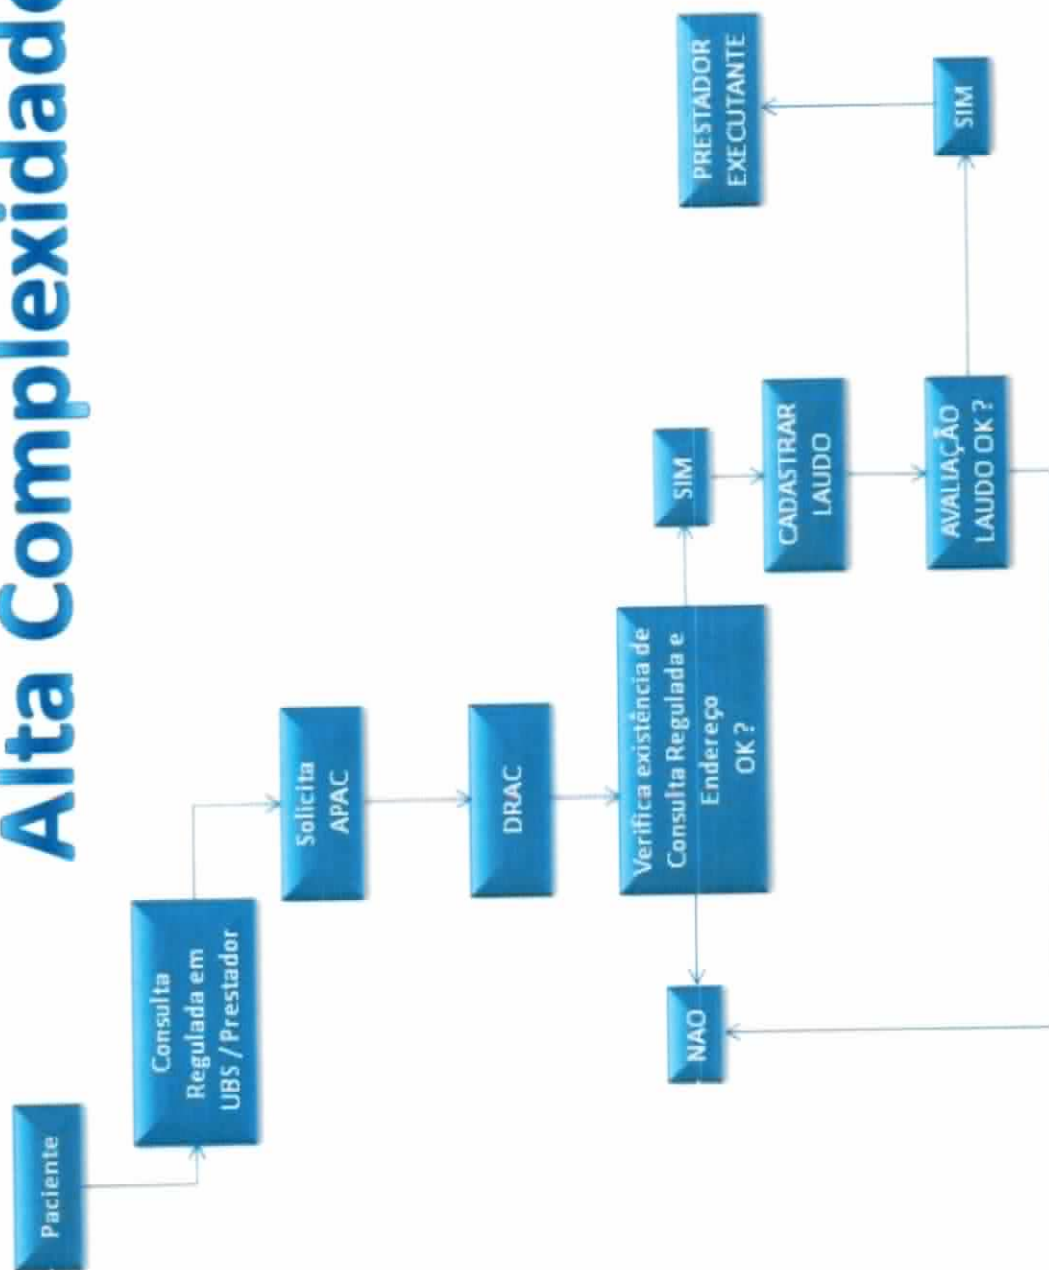 Alta Complexidade
Paciente
Consulta
Regulada em
UBS / Prestador
Solicita
APAC
DRAC
Verifica existência de
Consulta Regulada e
Endereço
OK ?
NAO
SIM
CADASTRAR
LAUDO
AVALIAÇÃO
LAUDO OK ?
SIM
PRESTADOR
EXECUTANTE